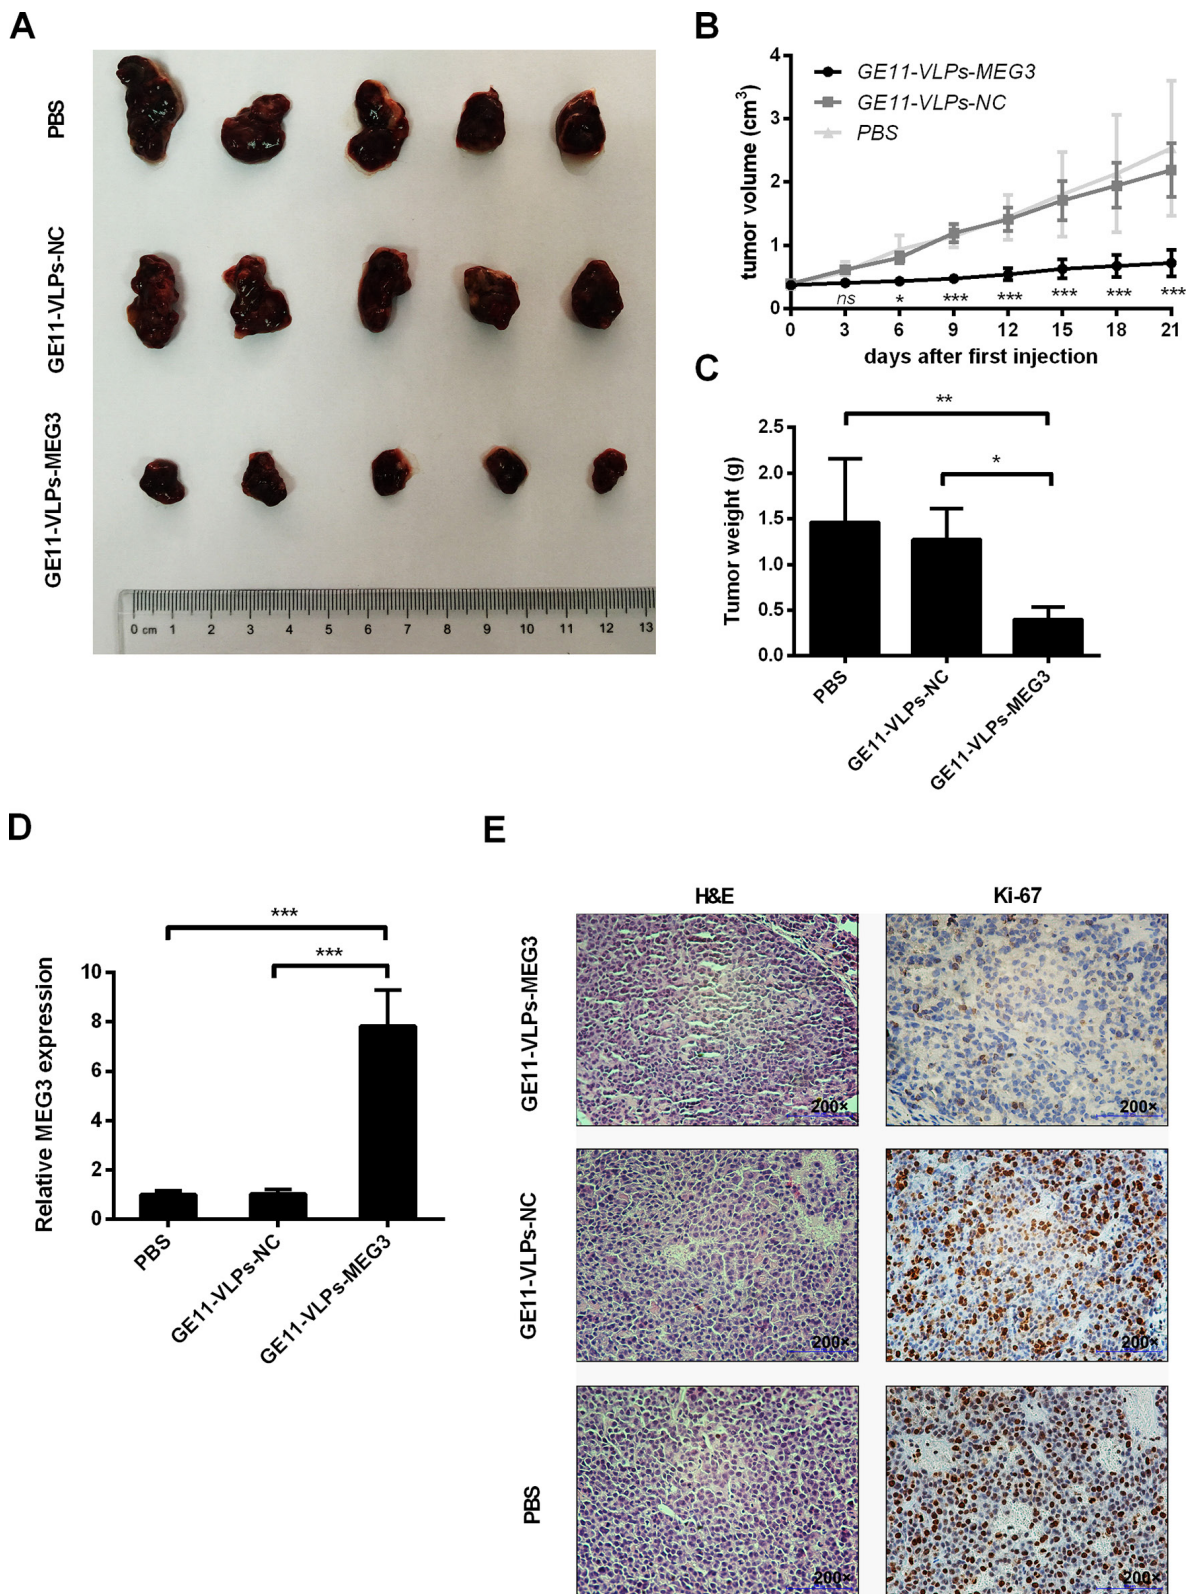 A
PBS
GE11-VLPs-NC
GE11-VLPs-MEG3
0 cm 1 2 3 4 5 6 7 8 9 10 11 12 13
B
tumor volume (cm³)
4
3
2
1
0
GE11-VLPs-MEG3
GE11-VLPs-NC
PBS
ns * *** *** *** *** ***
0 3 6 9 12 15 18 21
days after first injection
C
Tumor weight (g)
2.5
2.0
1.5
1.0
0.5
0.0
**
*
PBS
GE11-VLPs-NC
GE11-VLPs-MEG3
D
Relative MEG3 expression
10
8
6
4
2
0
***
***
PBS
GE11-VLPs-NC
GE11-VLPs-MEG3
E
H&E Ki-67
GE11-VLPs-MEG3
200× 200×
GE11-VLPs-NC
200× 200×
PBS
200× 200×